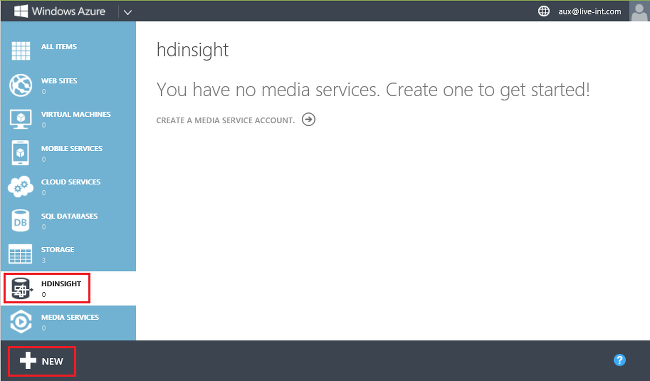 Windows Azure
aux@live-int.com
ALL ITEMS
WEB SITES
0
VIRTUAL MACHINES
0
MOBILE SERVICES
0
CLOUD SERVICES
0
DB
SQL DATABASES
0
STORAGE
3
HDINSIGHT
0
MEDIA SERVICES
0
hdinsight
You have no media services. Create one to get started!
CREATE A MEDIA SERVICE ACCOUNT.
NEW
?